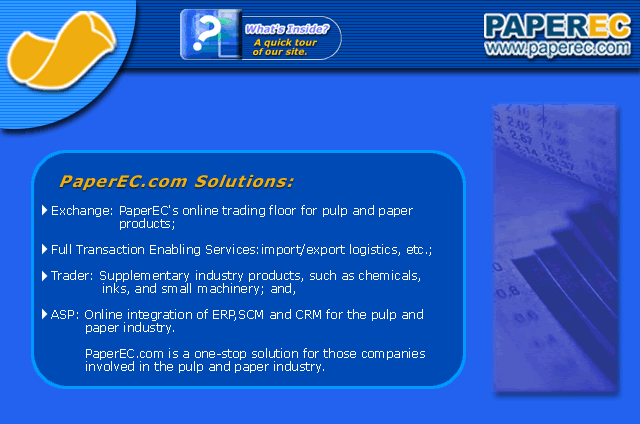 What's Inside?
A quick tour
of our site.
PAPEREC
www.paperec.com
PaperEC.com Solutions:
Exchange: PaperEC's online trading floor for pulp and paper
products;
Full Transaction Enabling Services:import/export logistics, etc.;
Trader: Supplementary industry products, such as chemicals,
inks, and small machinery; and,
ASP: Online integration of ERP,SCM and CRM for the pulp and
paper industry.
PaperEC.com is a one-stop solution for those companies
involved in the pulp and paper industry.